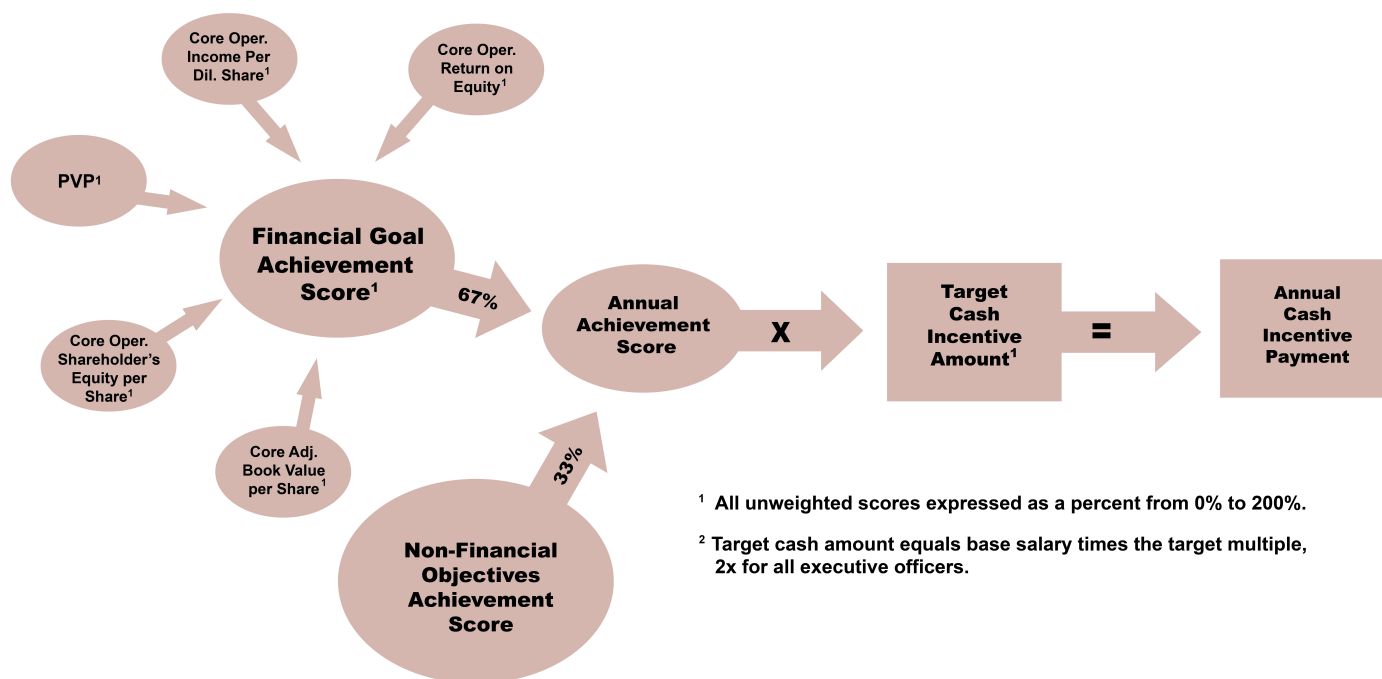 Core Oper.
Income Per
Dil. Share¹
Core Oper.
Return on
Equity¹
PVP¹
Financial Goal
Achievement
Score¹
67%
Core Oper.
Shareholder's
Equity per
Share¹
Core Adj.
Book Value
per Share¹
Annual
Achievement
Score
X
Target
Cash
Incentive
Amount¹
=
Annual
Cash
Incentive
Payment
33%
Non-Financial
Objectives
Achievement
Score
¹ All unweighted scores expressed as a percent from 0% to 200%.
² Target cash amount equals base salary times the target multiple,
2x for all executive officers.